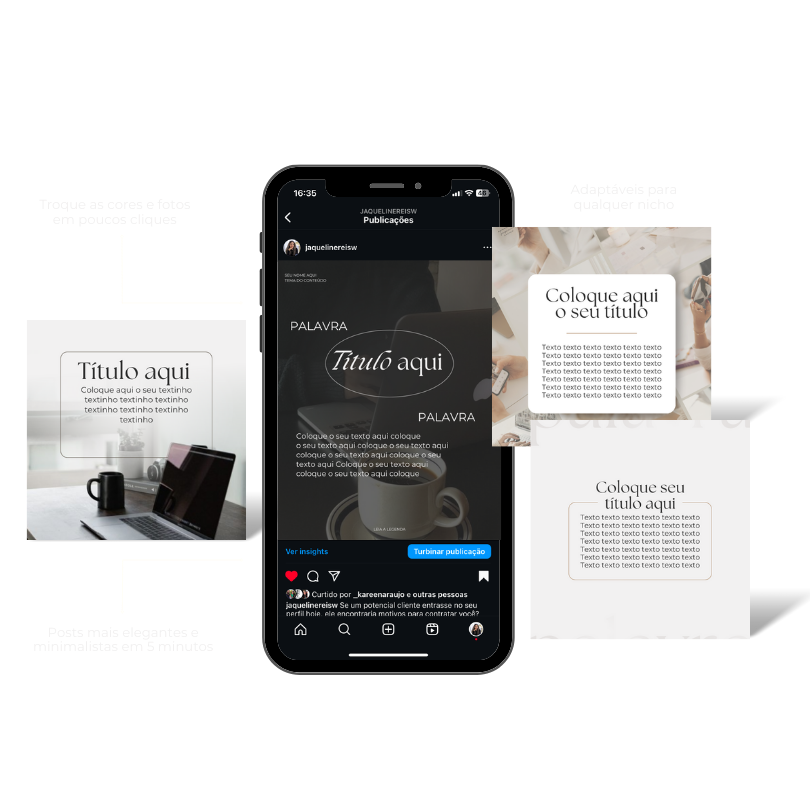 Troque as cores e fotos
em poucos cliques
Adaptáveis para
qualquer nicho
16:35
46
JAQUELINEREISW
Publicações
jaquelinereisw
SEU NOME AQUI
TEMA DO CONTEÚDO
PALAVRA
Título aqui
PALAVRA
Coloque o seu texto aqui coloque
o seu texto aqui coloque o seu texto
coloque o seu texto aqui o seu
texto aqui Coloque o seu texto aqui
coloque o seu texto aqui coloque
LEIA A LEGENDA
Ver insights
Turbinar publicação
Curtido por _kareenaraujo e outras pessoas
jaquelinereisw Se um potencial cliente entrasse no seu
perfil hoje, ele encontraria motivos para contratar você?
Título aqui
Coloque aqui o seu textinho
textinho textinho textinho
textinho textinho textinho
textinho
Coloque aqui
o seu título
Texto texto texto texto texto texto
Texto texto texto texto texto texto
Texto texto texto texto texto texto
Texto texto texto texto texto texto
Texto texto texto texto texto texto
Texto texto texto texto texto texto
Texto texto texto texto texto texto
Coloque seu
título aqui
Texto texto texto texto texto texto
Texto texto texto texto texto texto
Texto texto texto texto texto texto
Texto texto texto texto texto texto
Texto texto texto texto texto texto
Texto texto texto texto texto texto
Texto texto texto texto texto texto
Posts mais elegantes e
minimalistas em 5 minutos